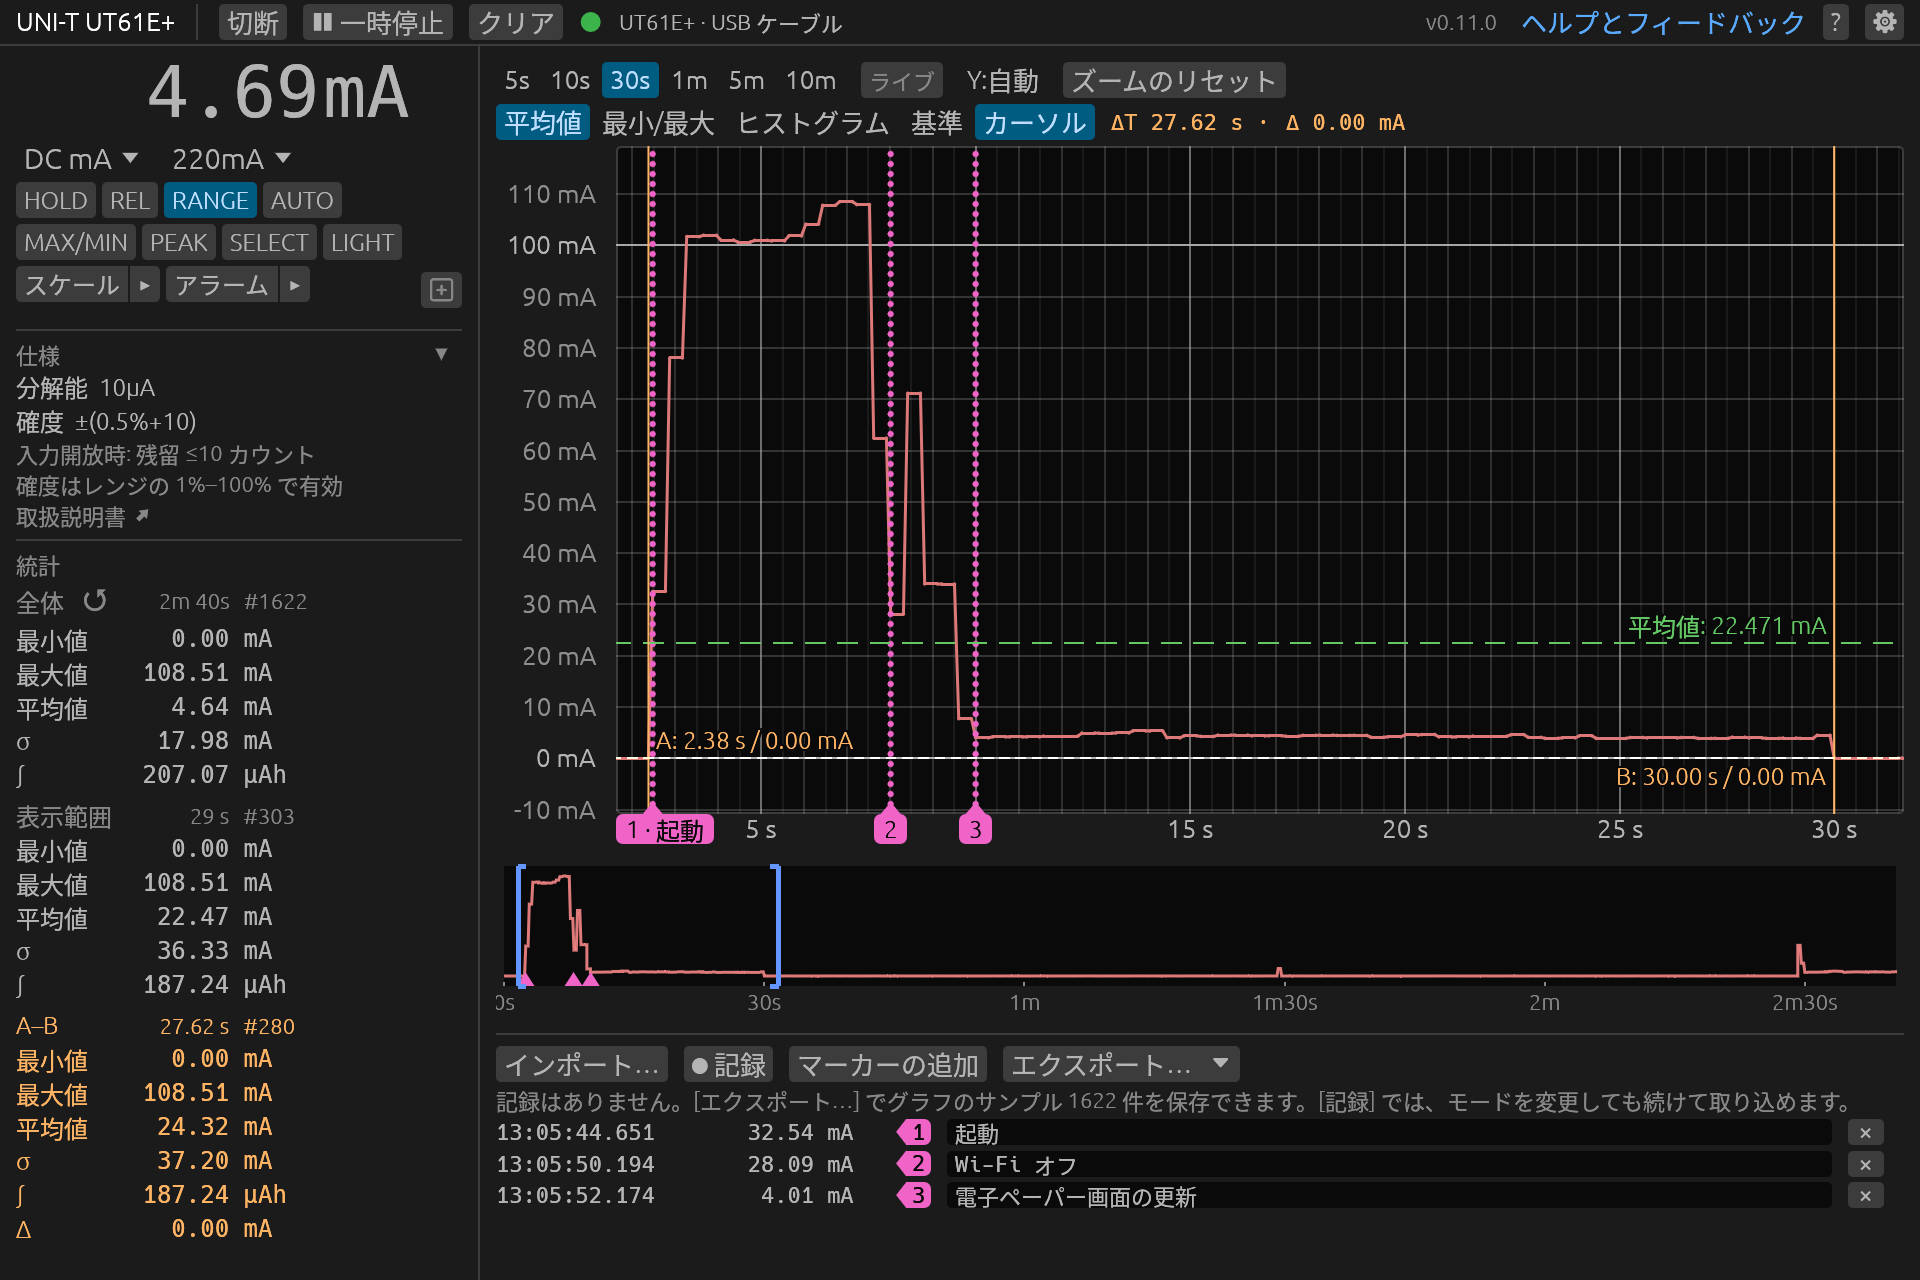 UNI-T UT61E+ 切断 一時停止 クリア UT61E+ · USB ケーブル v0.11.0 ヘルプとフィードバック ?
4.69mA
DC mA 220mA
HOLD REL RANGE AUTO
MAX/MIN PEAK SELECT LIGHT
スケール アラーム
仕様
分解能 10µA
確度 ±(0.5%+10)
入力開放時: 残留 ≤10 カウント
確度はレンジの 1%–100% で有効
取扱説明書
統計
全体 2m 40s #1622
最小値 0.00 mA
最大値 108.51 mA
平均値 4.64 mA
σ 17.98 mA
∫ 207.07 µAh
表示範囲 29 s #303
最小値 0.00 mA
最大値 108.51 mA
平均値 22.47 mA
σ 36.33 mA
∫ 187.24 µAh
A–B 27.62 s #280
最小値 0.00 mA
最大値 108.51 mA
平均値 24.32 mA
σ 37.20 mA
∫ 187.24 µAh
Δ 0.00 mA
5s 10s 30s 1m 5m 10m ライブ Y:自動 ズームのリセット
平均値 最小/最大 ヒストグラム 基準 カーソル ΔT 27.62 s · Δ 0.00 mA
110 mA
100 mA
90 mA
80 mA
70 mA
60 mA
50 mA
40 mA
30 mA
20 mA
10 mA
0 mA
-10 mA
平均値: 22.471 mA
A: 2.38 s / 0.00 mA
B: 30.00 s / 0.00 mA
1 · 起動 5 s 2 3 15 s 20 s 25 s 30 s
0s 30s 1m 1m30s 2m 2m30s
インポート… 記録 マーカーの追加 エクスポート…
記録はありません。[エクスポート…] でグラフのサンプル 1622 件を保存できます。[記録] では、モードを変更しても続けて取り込めます。
13:05:44.651 32.54 mA 1 起動 ×
13:05:50.194 28.09 mA 2 Wi-Fi オフ ×
13:05:52.174 4.01 mA 3 電子ペーパー画面の更新 ×